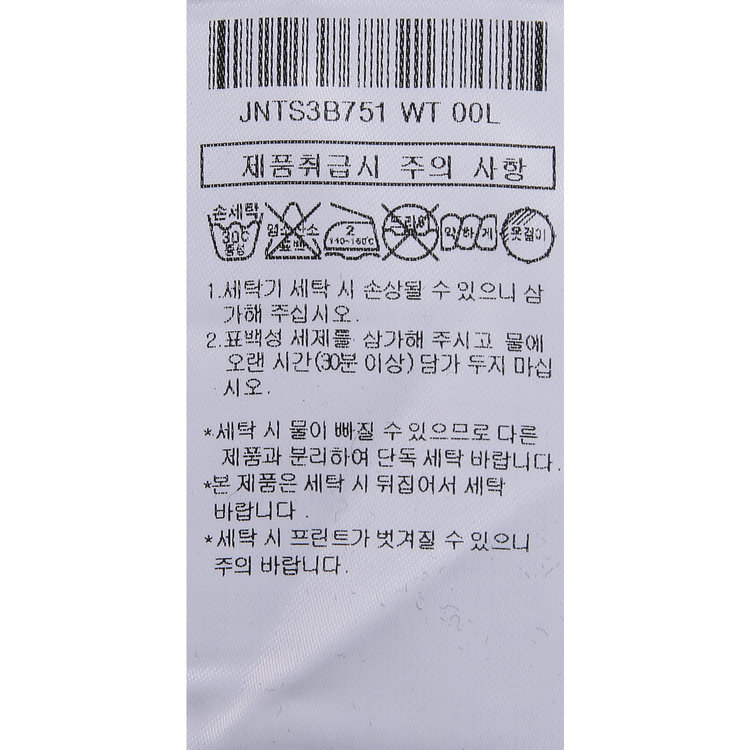 JNTS3B751 WT 00L
제품취급시 주의 사항
손세탁 30℃ 중성
염소산소 표백
2 140~160℃
드라이
약하게
옷걸이
1.세탁기 세탁 시 손상될 수 있으니 삼
가해 주십시오.
2.표백성 세제를 삼가해 주시고 물에
오랜 시간(30분 이상) 담가 두지 마십
시오.
*세탁 시 물이 빠질 수 있으므로 다른
제품과 분리하여 단독 세탁 바랍니다.
*본 제품은 세탁 시 뒤집어서 세탁
바랍니다.
*세탁 시 프린트가 벗겨질 수 있으니
주의 바랍니다.